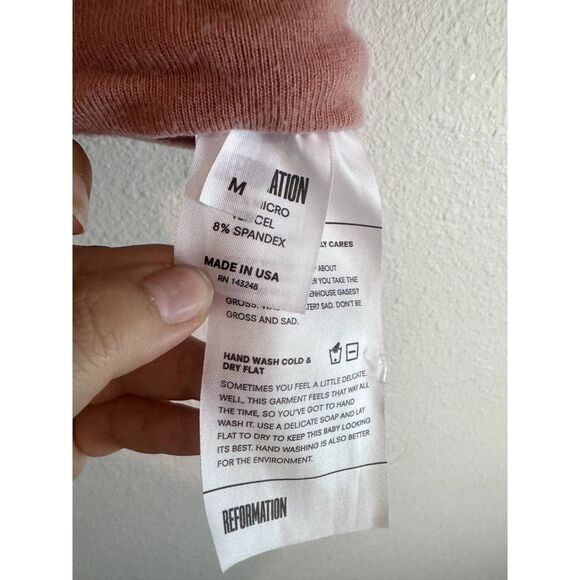 M
ATION
ICRO
CEL
8% SPANDEX
MADE IN USA
RN 143248
LY CARES
ABOUT
R YOU TAKE THE
ENHOUSE GASES?
GROSS. TER? SAD. DON'T BE
GROSS AND SAD.
HAND WASH COLD &
DRY FLAT
SOMETIMES YOU FEEL A LITTLE DELICATE.
WELL, THIS GARMENT FEELS THAT WAY ALL
THE TIME, SO YOU'VE GOT TO HAND
WASH IT. USE A DELICATE SOAP AND LAY
FLAT TO DRY TO KEEP THIS BABY LOOKING
ITS BEST. HAND WASHING IS ALSO BETTER
FOR THE ENVIRONMENT.
REFORMATION